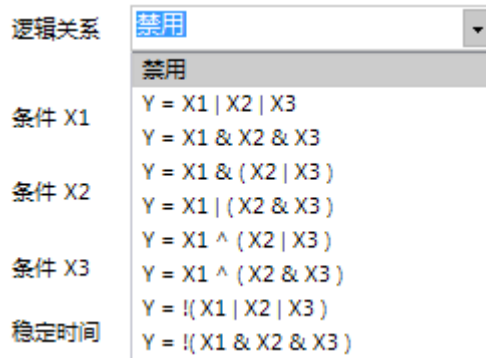 逻辑关系 禁用
禁用
Y = X1 | X2 | X3
条件 X1
Y = X1 & X2 & X3
Y = X1 & ( X2 | X3 )
条件 X2
Y = X1 | ( X2 & X3 )
Y = X1 ^ ( X2 | X3 )
条件 X3
Y = X1 ^ ( X2 & X3 )
Y = !( X1 | X2 | X3 )
稳定时间
Y = !( X1 & X2 & X3 )